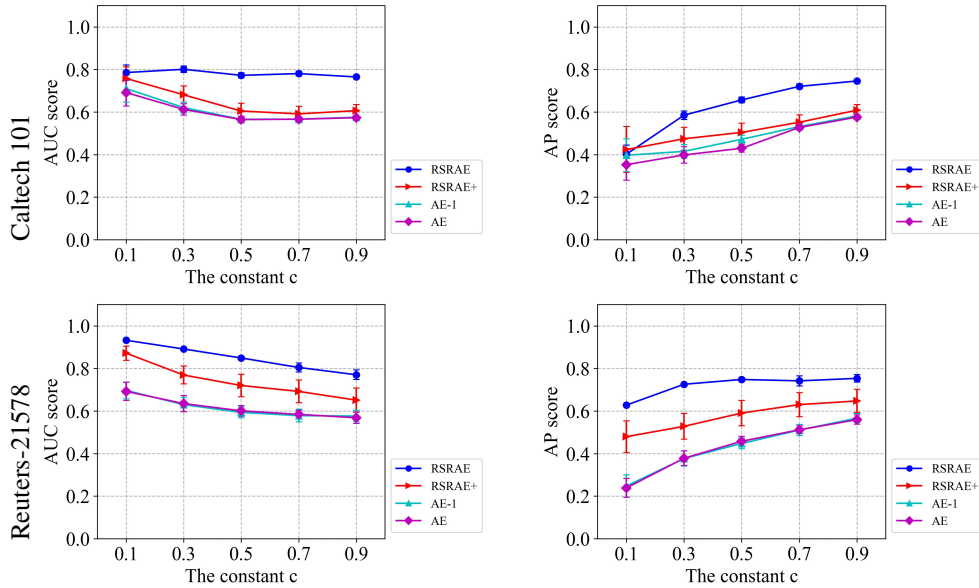 Caltech 101
AUC score
1.0
0.8
0.6
0.4
0.2
0.0
0.1 0.3 0.5 0.7 0.9
The constant c
RSRAE
RSRAE+
AE-1
AE
AP score
1.0
0.8
0.6
0.4
0.2
0.0
0.1 0.3 0.5 0.7 0.9
The constant c
RSRAE
RSRAE+
AE-1
AE
Reuters-21578
AUC score
1.0
0.8
0.6
0.4
0.2
0.0
0.1 0.3 0.5 0.7 0.9
The constant c
RSRAE
RSRAE+
AE-1
AE
AP score
1.0
0.8
0.6
0.4
0.2
0.0
0.1 0.3 0.5 0.7 0.9
The constant c
RSRAE
RSRAE+
AE-1
AE